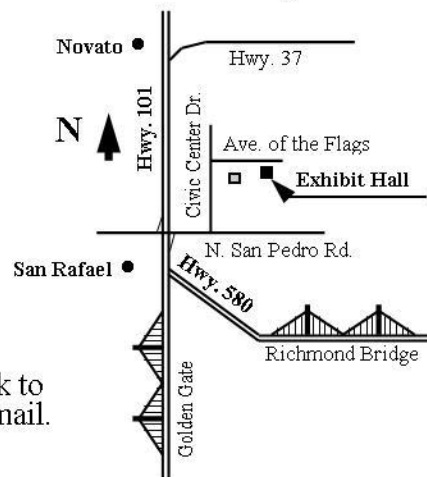 Novato
Hwy. 37
Hwy. 101
Civic Center Dr.
N
Ave. of the Flags
Exhibit Hall
N. San Pedro Rd.
San Rafael
Hwy. 580
Richmond Bridge
Golden Gate
k to
mail.